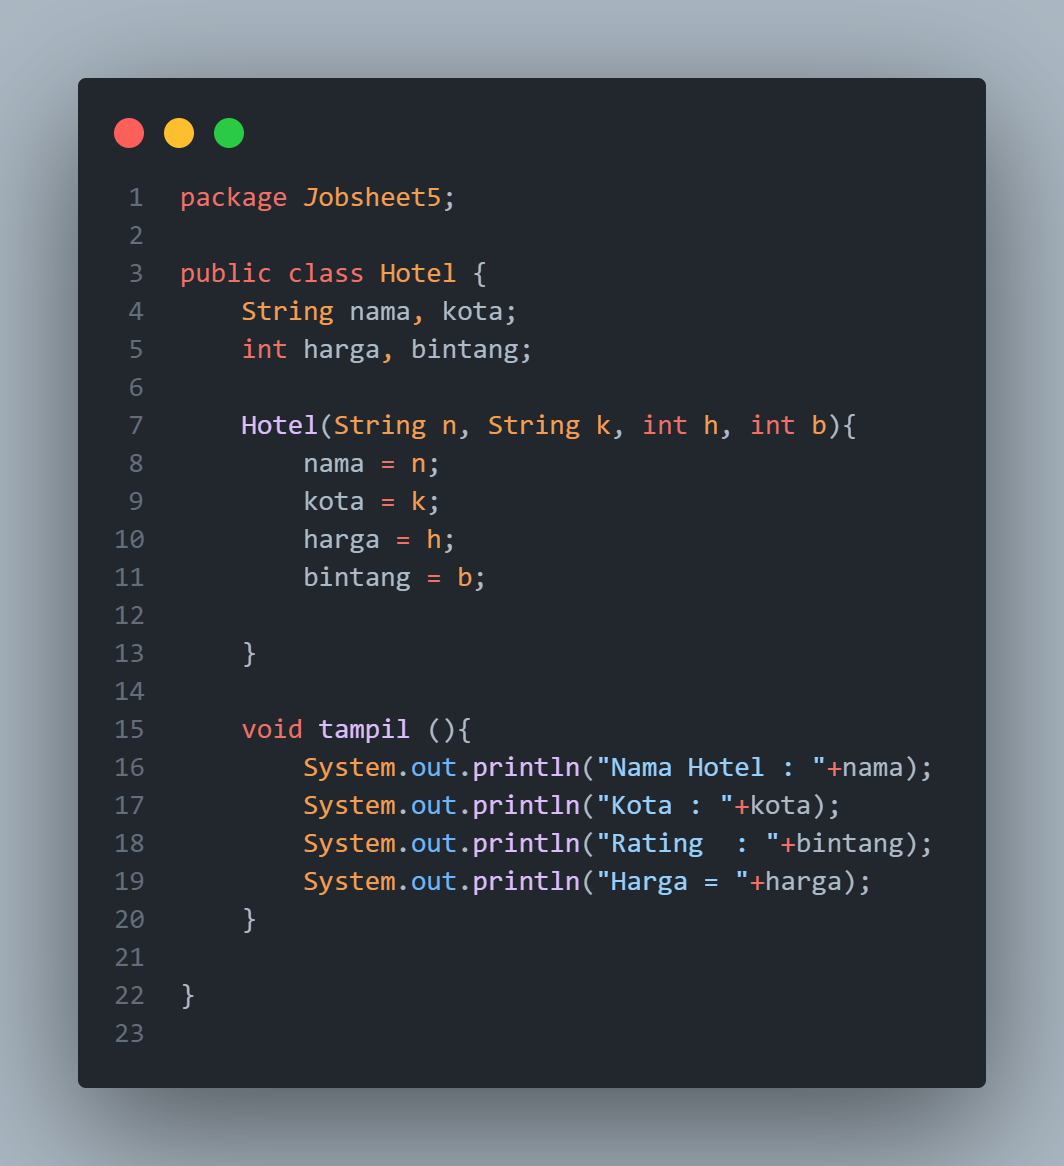 1 package Jobsheet5;
2
3 public class Hotel {
4     String nama, kota;
5     int harga, bintang;
6
7     Hotel(String n, String k, int h, int b){
8         nama = n;
9         kota = k;
10         harga = h;
11         bintang = b;
12
13     }
14
15     void tampil (){
16         System.out.println("Nama Hotel : "+nama);
17         System.out.println("Kota : "+kota);
18         System.out.println("Rating  : "+bintang);
19         System.out.println("Harga = "+harga);
20     }
21
22 }
23